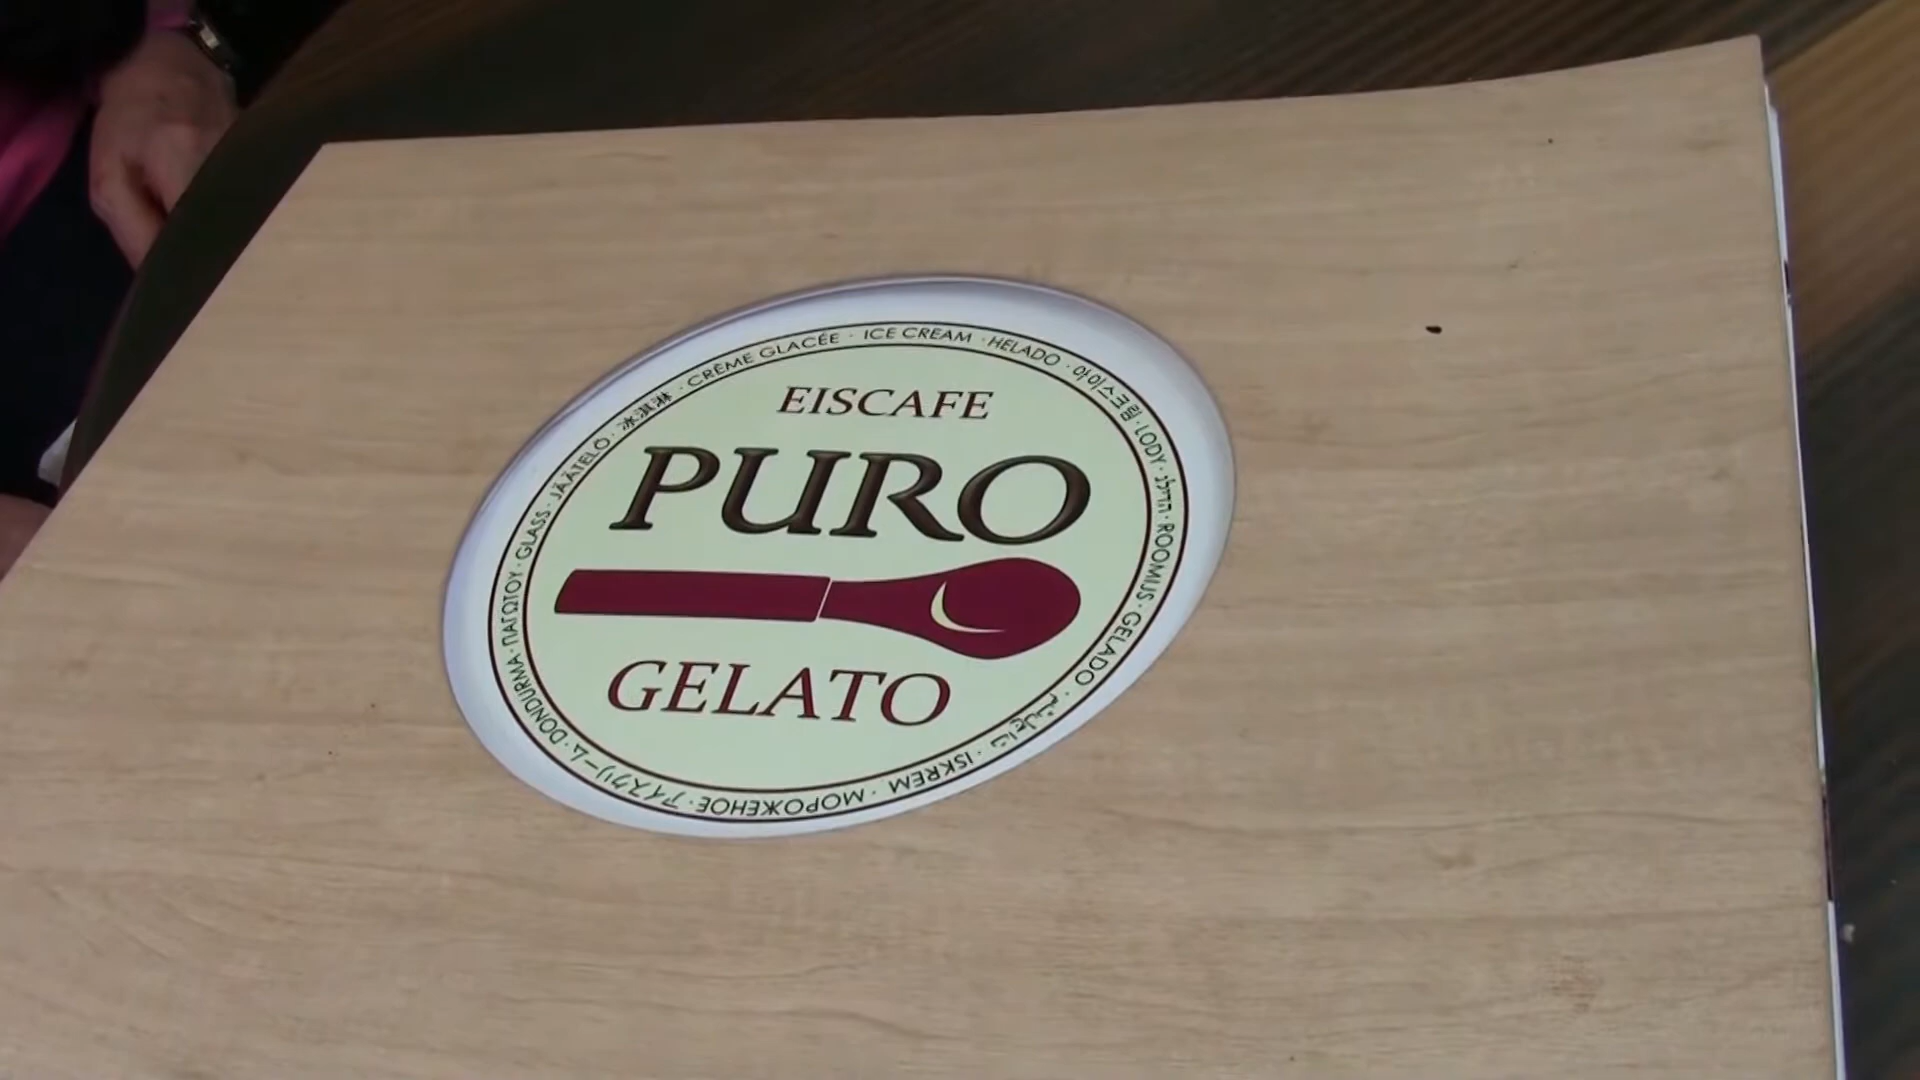 EISCAFE
PURO
GELATO
冰淇淋 · CRÈME GLACÉE · ICE CREAM · HELADO · 아이스크림 · LODY · גלידה · ROOMIJS · GELADO · ISKREM · МОРОЖЕНОЕ · アイスクリーム · DONDURMA · ΠΑΓΩΤΟΥ · GLASS · JÄÄTELÖ ·